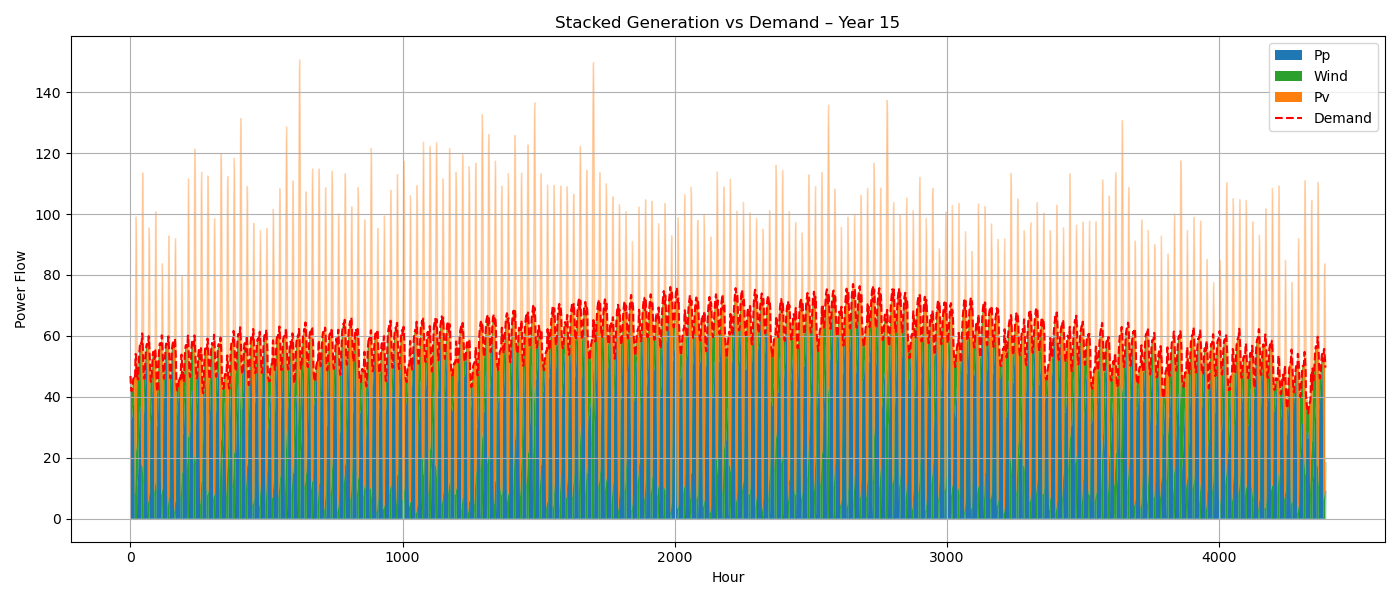 Stacked Generation vs Demand – Year 15
Power Flow
140
120
100
80
60
40
20
0
0 1000 2000 3000 4000
Hour
Pp
Wind
Pv
Demand